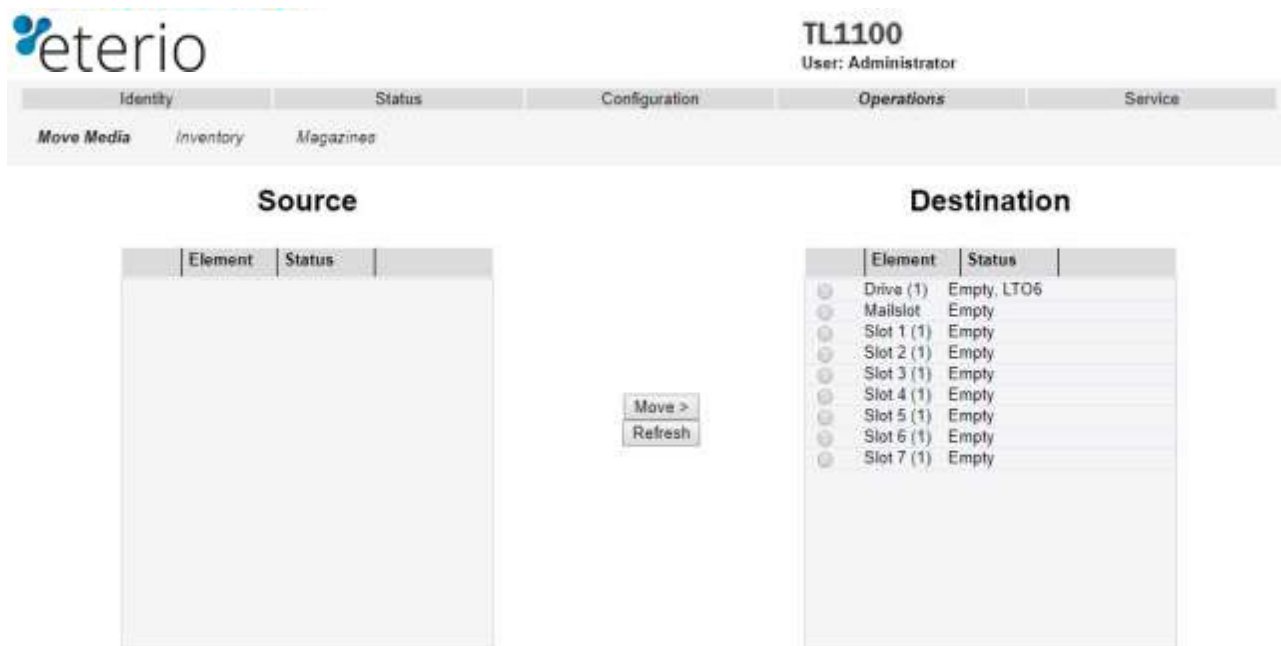 eterio
TL1100
User: Administrator
Identity Status Configuration Operations Service
Move Media Inventory Magazines
Source Destination
Element Status Element Status
Drive (1) Empty, LTO6
Mailslot Empty
Slot 1 (1) Empty
Slot 2 (1) Empty
Slot 3 (1) Empty
Slot 4 (1) Empty
Move >
Slot 5 (1) Empty
Refresh
Slot 6 (1) Empty
Slot 7 (1) Empty